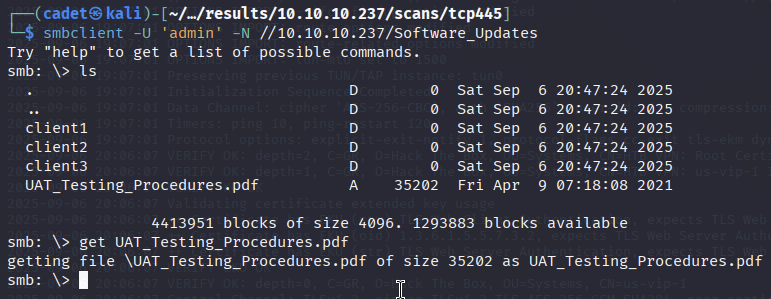 ┌──(cadet㉿kali)-[~/…/results/10.10.10.237/scans/tcp445]
└─$ smbclient -U 'admin' -N //10.10.10.237/Software_Updates
Try "help" to get a list of possible commands.
smb: \> ls
  .                                   D        0  Sat Sep  6 20:47:24 2025
  ..                                  D        0  Sat Sep  6 20:47:24 2025
  client1                             D        0  Sat Sep  6 20:47:24 2025
  client2                             D        0  Sat Sep  6 20:47:24 2025
  client3                             D        0  Sat Sep  6 20:47:24 2025
  UAT_Testing_Procedures.pdf          A    35202  Fri Apr  9 07:18:08 2021
                4413951 blocks of size 4096. 1293883 blocks available
smb: \> get UAT_Testing_Procedures.pdf
getting file \UAT_Testing_Procedures.pdf of size 35202 as UAT_Testing_Procedures.pdf
smb: \>